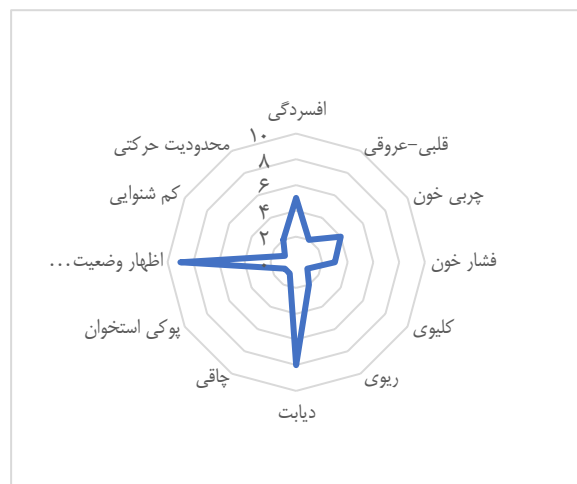 افسردگی
قلبی-عروقی
چربی خون
فشار خون
کلیوی
ریوی
دیابت
چاقی
پوکی استخوان
اظهار وضعیت...
کم شنوایی
محدودیت حرکتی
۱۰
۸
۶
۴
۲
۰